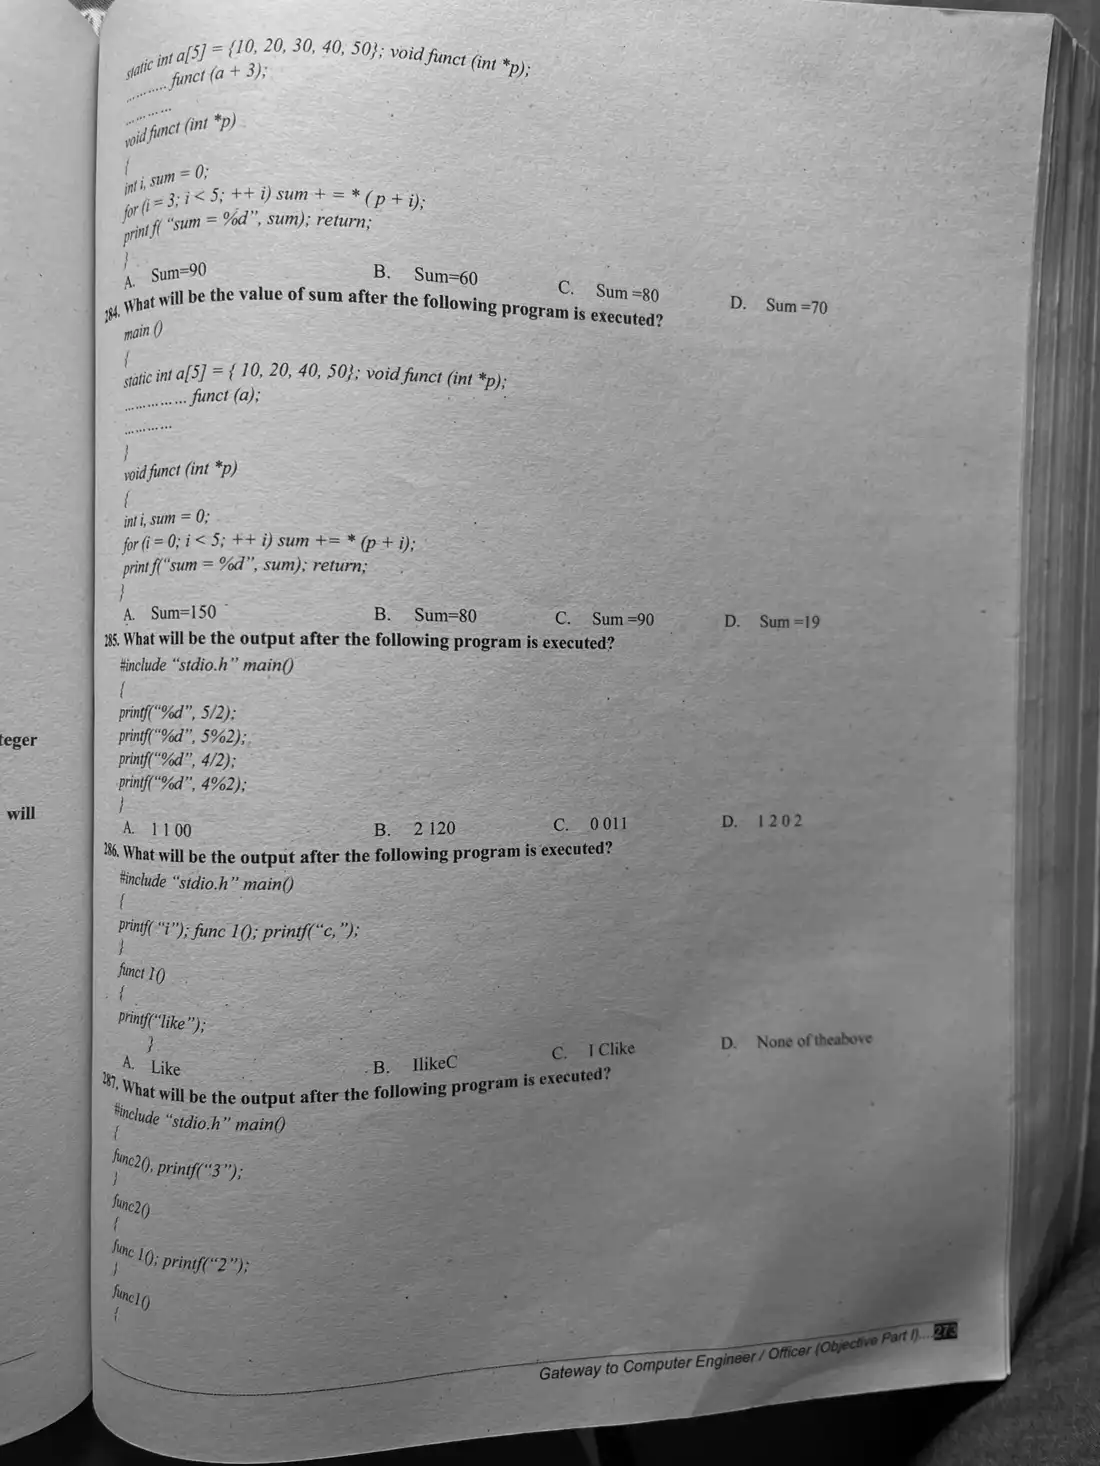 static int a[5] = {10, 20, 30, 40, 50}; void funct (int *p);
.......... funct (a + 3);
...........
void funct (int *p)
{
int i, sum = 0;
for (i = 3; i < 5; ++ i) sum + = * ( p + i);
print f( “sum = %d”, sum); return;
}
A. Sum=90 B. Sum=60 C. Sum =80 D. Sum =70
284. What will be the value of sum after the following program is executed?
main ()
{
static int a[5] = { 10, 20, 40, 50}; void funct (int *p);
.............. funct (a);
...........
}
void funct (int *p)
{
int i, sum = 0;
for (i = 0; i < 5; ++ i) sum += * (p + i);
print f(“sum = %d”, sum); return;
}
A. Sum=150 B. Sum=80 C. Sum =90 D. Sum =19
285. What will be the output after the following program is executed?
#include “stdio.h” main()
{
printf(“%d”, 5/2);
printf(“%d”, 5%2);
printf(“%d”, 4/2);
printf(“%d”, 4%2);
}
A. 1 1 00 B. 2 120 C. 0 011 D. 1 2 0 2
286. What will be the output after the following program is executed?
#include “stdio.h” main()
{
printf( “i”); func 1(); printf(“c, ”);
}
funct 1()
{
printf(“like”);
}
A. Like B. IlikeC C. I Clike D. None of theabove
287. What will be the output after the following program is executed?
#include “stdio.h” main()
{
func2(), printf(“3”);
}
func2()
{
func 1(); printf(“2”);
}
func1()
{
Gateway to Computer Engineer / Officer (Objective Part I)... 273
teger
will